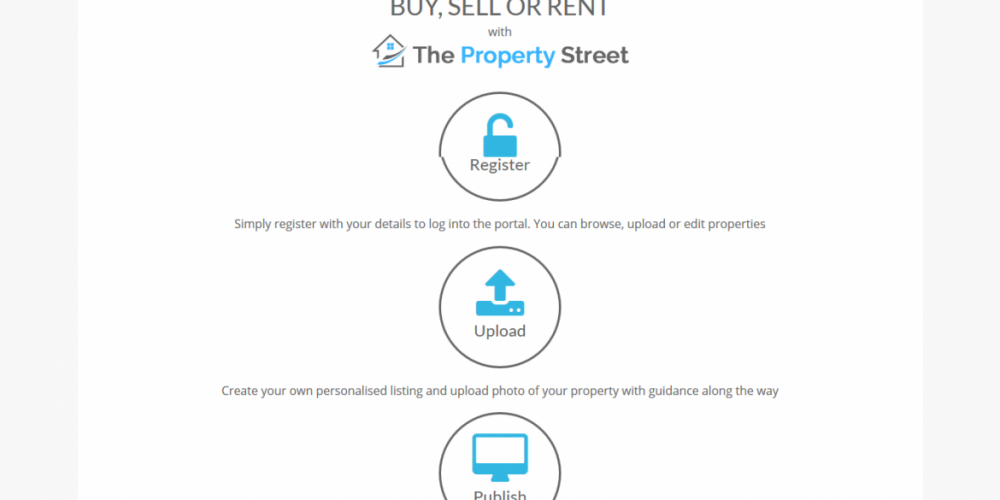 BUY, SELL OR RENT
with
The Property Street
Register
Simply register with your details to log into the portal. You can browse, upload or edit properties
Upload
Create your own personalised listing and upload photo of your property with guidance along the way
Publish